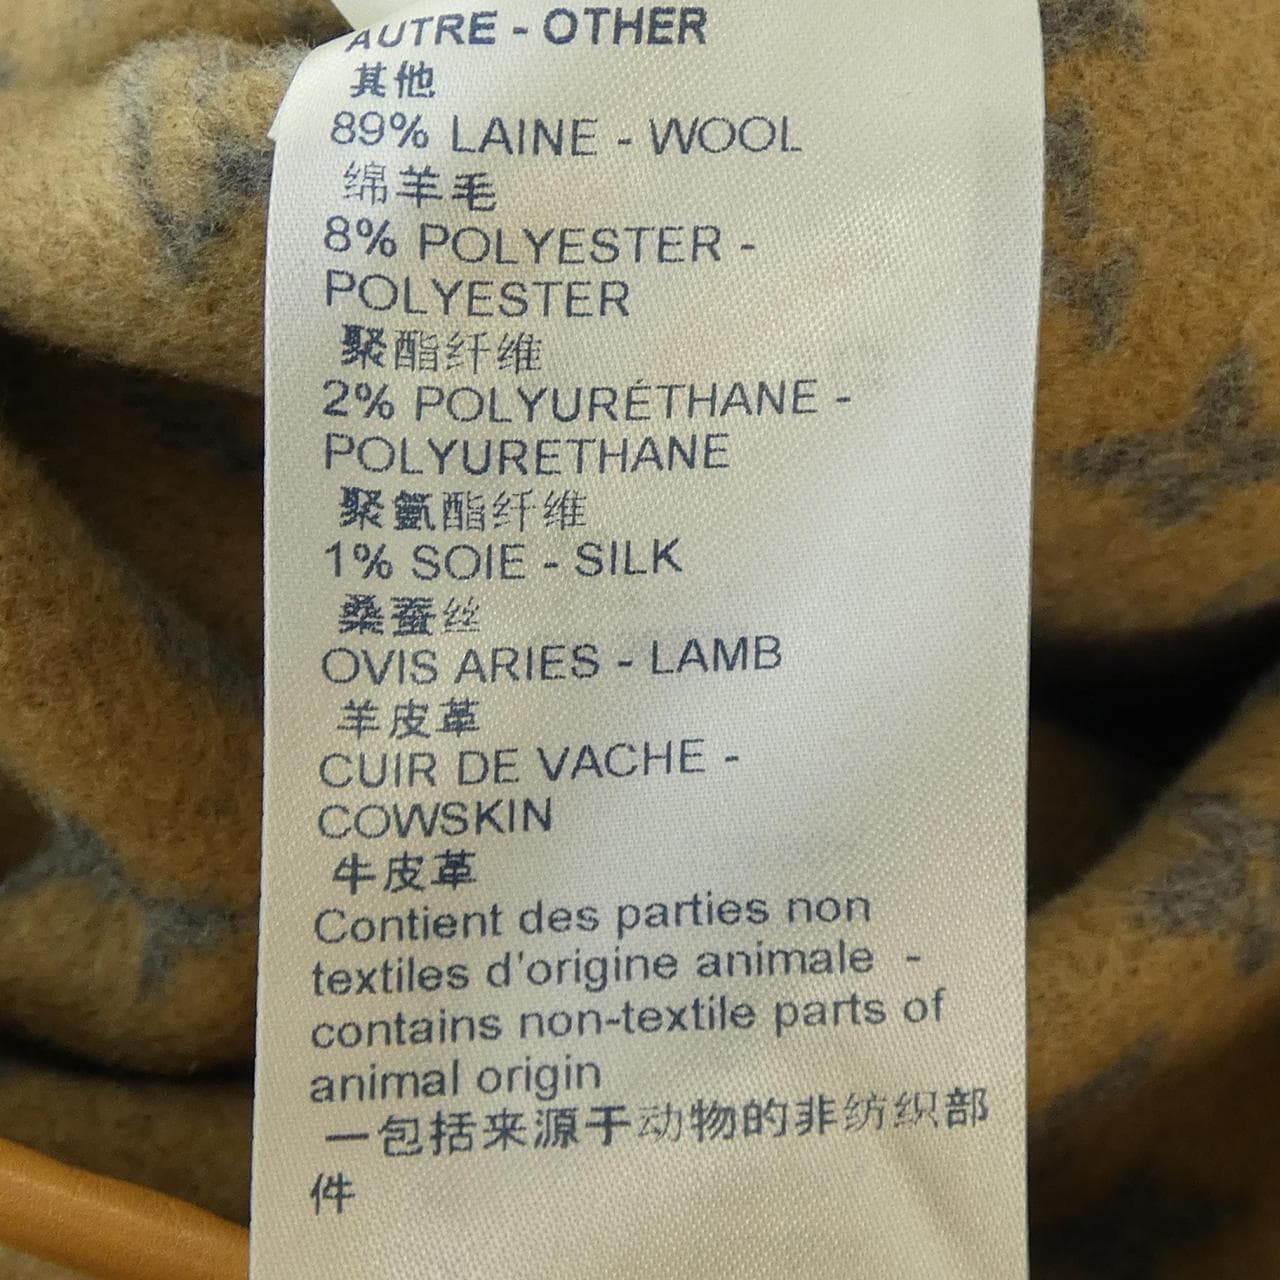 AUTRE - OTHER
其他
89% LAINE - WOOL
绵羊毛
8% POLYESTER -
POLYESTER
聚酯纤维
2% POLYURÉTHANE -
POLYURETHANE
聚氨酯纤维
1% SOIE - SILK
桑蚕丝
OVIS ARIES - LAMB
羊皮革
CUIR DE VACHE -
COWSKIN
牛皮革
Contient des parties non
textiles d'origine animale -
contains non-textile parts of
animal origin
一包括来源于动物的非纺织部
件